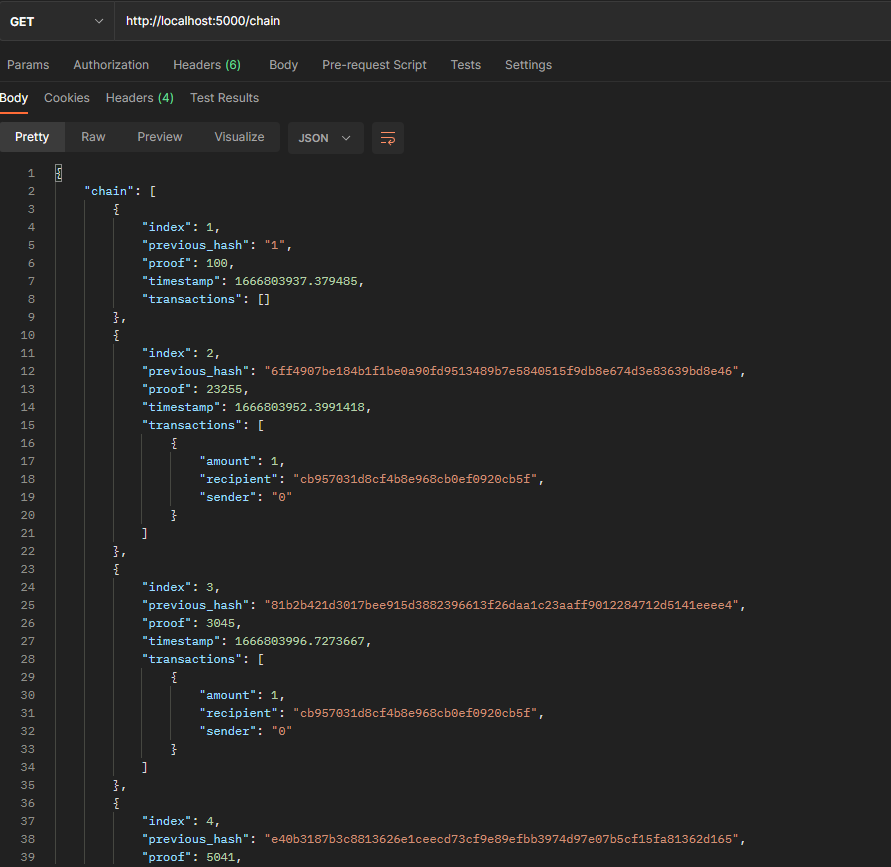 GET http://localhost:5000/chain
Params Authorization Headers (6) Body Pre-request Script Tests Settings
Body Cookies Headers (4) Test Results
Pretty Raw Preview Visualize JSON
1 {
2 "chain": [
3 {
4 "index": 1,
5 "previous_hash": "1",
6 "proof": 100,
7 "timestamp": 1666803937.379485,
8 "transactions": []
9 },
10 {
11 "index": 2,
12 "previous_hash": "6ff4907be184b1f1be0a90fd9513489b7e5840515f9db8e674d3e83639bd8e46",
13 "proof": 23255,
14 "timestamp": 1666803952.3991418,
15 "transactions": [
16 {
17 "amount": 1,
18 "recipient": "cb957031d8cf4b8e968cb0ef0920cb5f",
19 "sender": "0"
20 }
21 ]
22 },
23 {
24 "index": 3,
25 "previous_hash": "81b2b421d3017bee915d3882396613f26daa1c23aaff9012284712d5141eeee4",
26 "proof": 3045,
27 "timestamp": 1666803996.7273667,
28 "transactions": [
29 {
30 "amount": 1,
31 "recipient": "cb957031d8cf4b8e968cb0ef0920cb5f",
32 "sender": "0"
33 }
34 ]
35 },
36 {
37 "index": 4,
38 "previous_hash": "e40b3187b3c8813626e1ceecd73cf9e89efbb3974d97e07b5cf15fa81362d165",
39 "proof": 5041,